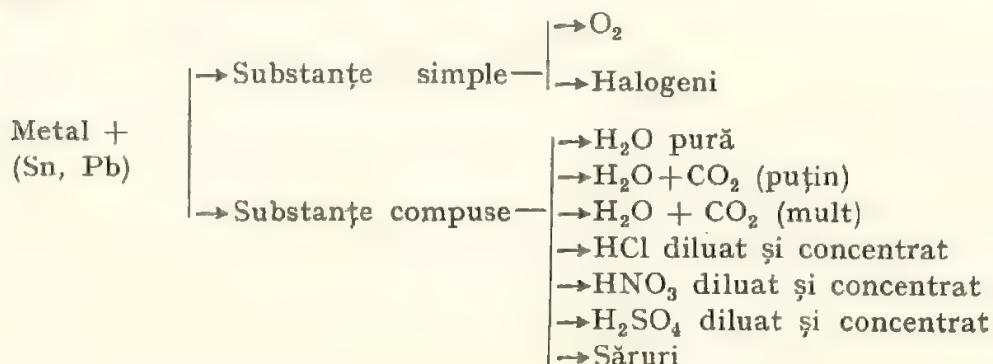 →O₂
→Substanțe simple—
→Halogeni
Metal +
(Sn, Pb)
→H₂O pură
→H₂O+CO₂ (puțin)
→Substanțe compuse—
→H₂O + CO₂ (mult)
→HCl diluat și concentrat
→HNO₃ diluat și concentrat
→H₂SO₄ diluat și concentrat
→Săruri